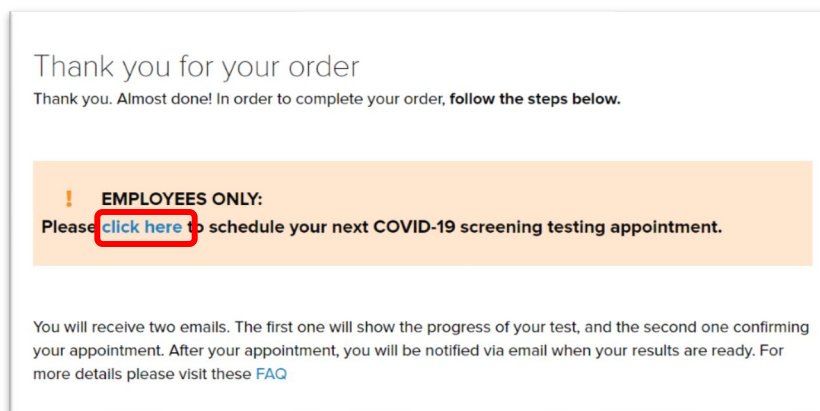 Thank you for your order
Thank you. Almost done! In order to complete your order, follow the steps below.
! EMPLOYEES ONLY:
Please click here to schedule your next COVID-19 screening testing appointment.
You will receive two emails. The first one will show the progress of your test, and the second one confirming
your appointment. After your appointment, you will be notified via email when your results are ready. For
more details please visit these FAQ